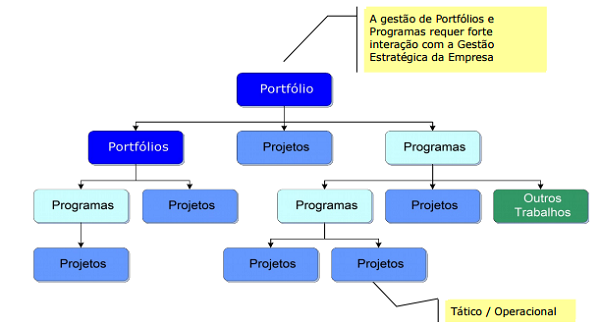 A gestão de Portfólios e
Programas requer forte
interação com a Gestão
Estratégica da Empresa
Portfólio
Portfólios
Projetos
Programas
Programas
Projetos
Programas
Projetos
Outros
Trabalhos
Projetos
Projetos
Projetos
Tático / Operacional